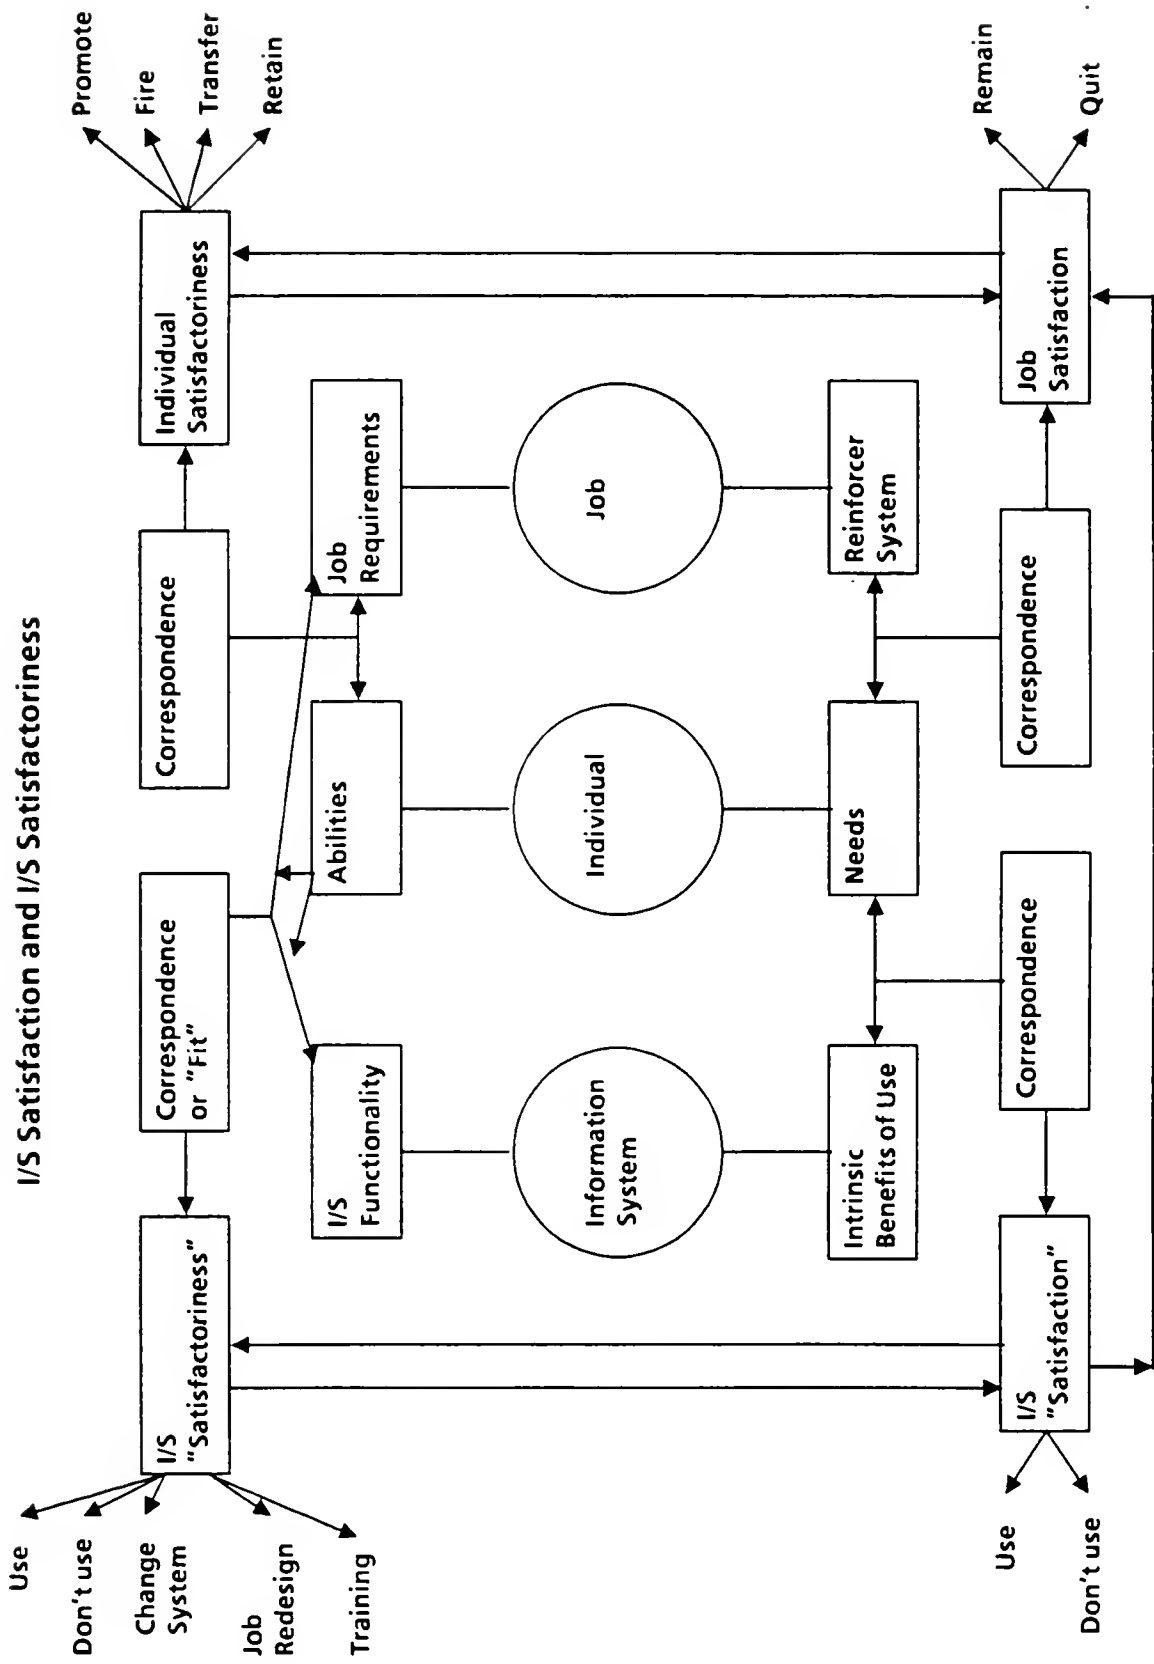 I/S Satisfaction and I/S Satisfactoriness
Use
Don't use
Change
System
Job
Redesign
Training
I/S
"Satisfactoriness"
Correspondence
or "Fit"
Correspondence
Individual
Satisfactoriness
Promote
Fire
Transfer
Retain
I/S
Functionality
Abilities
Job
Requirements
Information
System
Individual
Job
Intrinsic
Benefits of Use
Needs
Reinforcer
System
I/S
"Satisfaction"
Correspondence
Correspondence
Job
Satisfaction
Use
Don't use
Remain
Quit